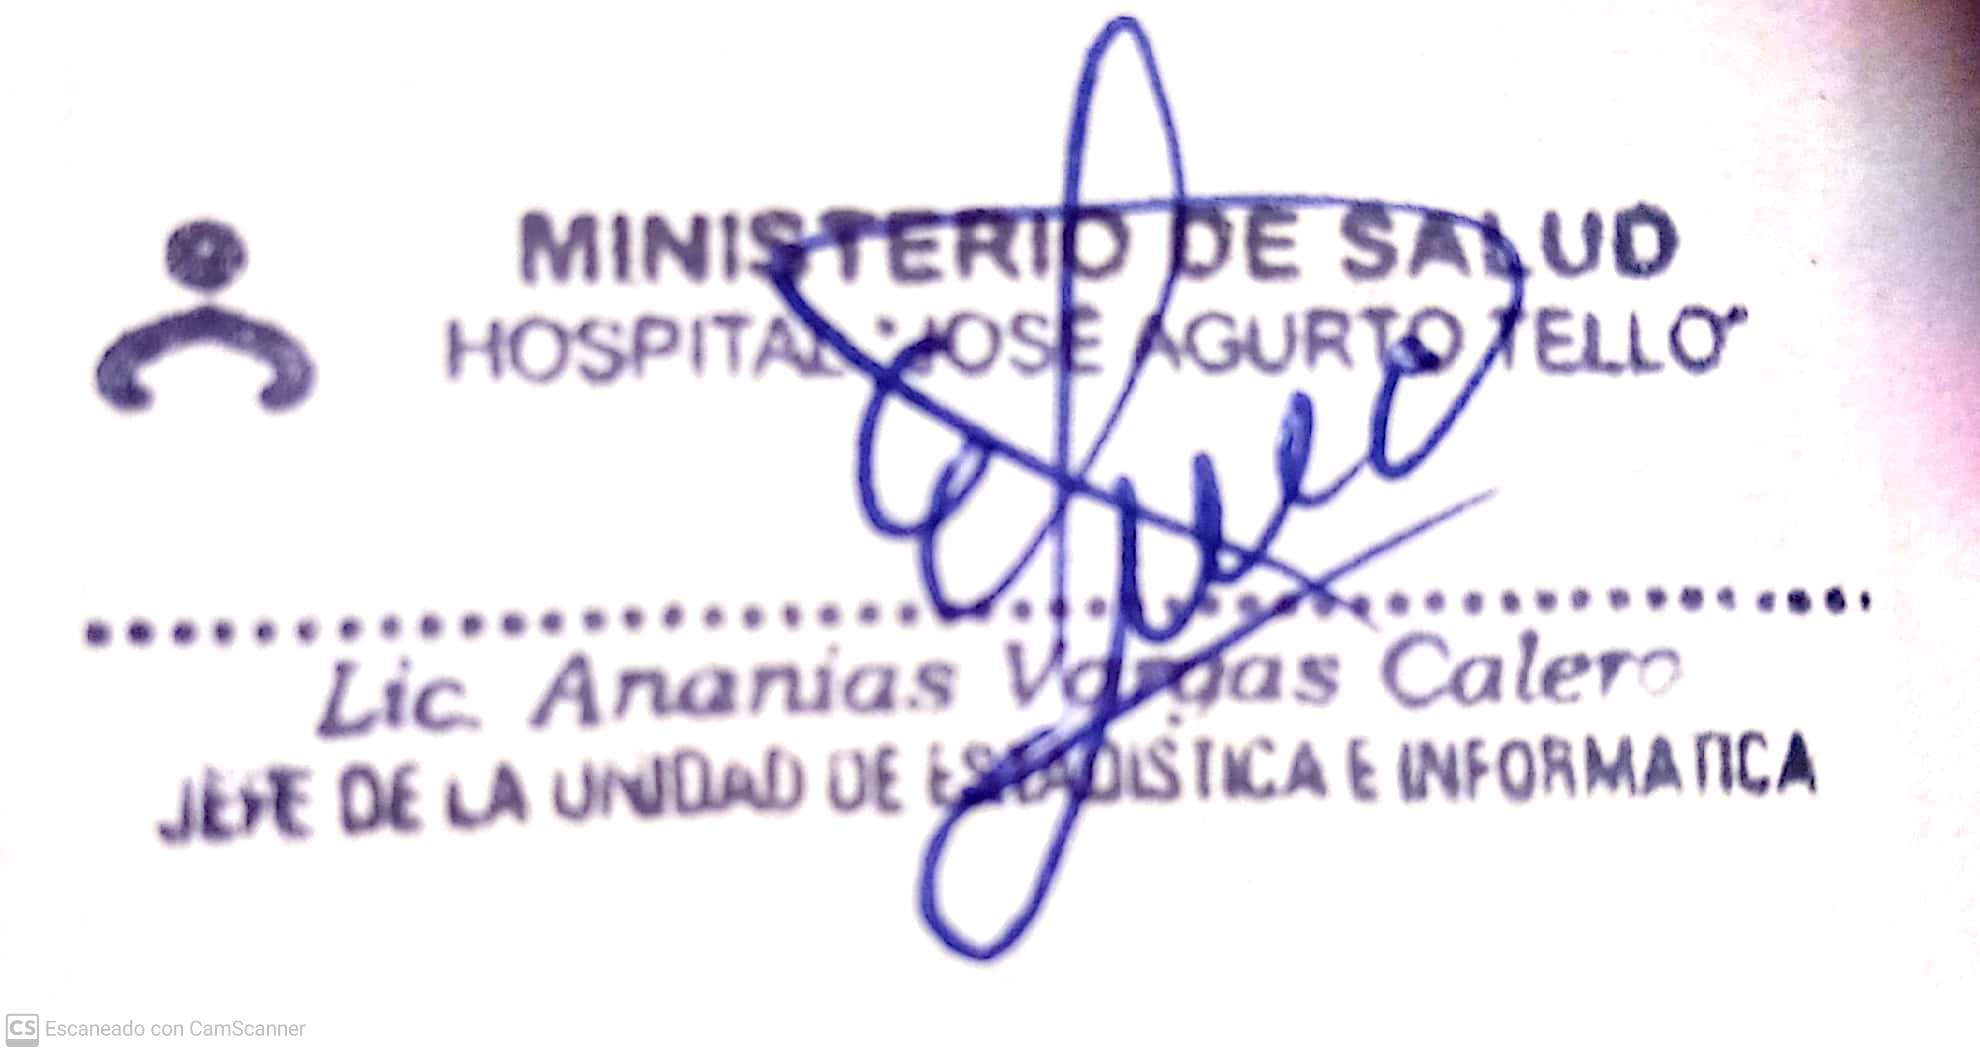 MINISTERIO DE SALUD
HOSPITAL "JOSE AGURTO TELLO"
Lic. Ananias Vargas Calero
JEFE DE LA UNIDAD DE ESTADISTICA E INFORMATICA
CS Escaneado con CamScanner